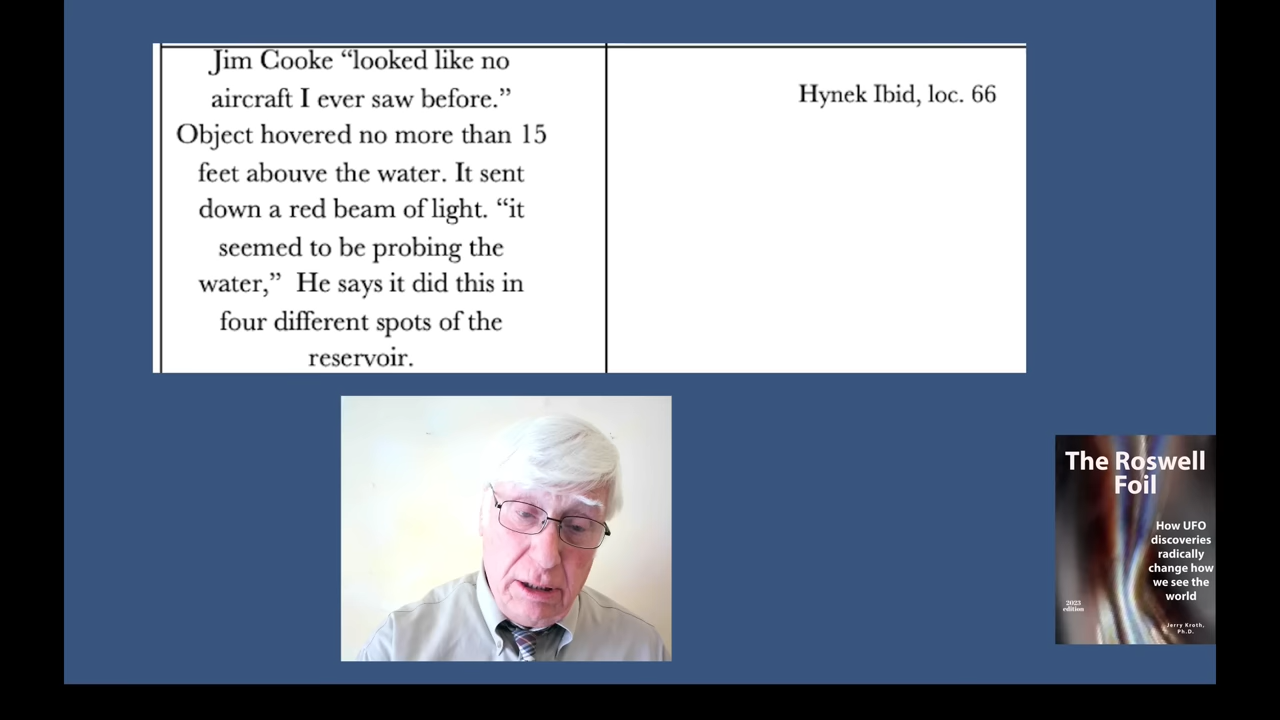 Jim Cooke “looked like no
aircraft I ever saw before.”
Object hovered no more than 15
feet abouve the water. It sent
down a red beam of light. “it
seemed to be probing the
water,”  He says it did this in
four different spots of the
reservoir.
Hynek Ibid, loc. 66
The Roswell
Foil
How UFO
discoveries
radically
change how
we see the
world
2023
edition
Jerry Kroth,
Ph.D.